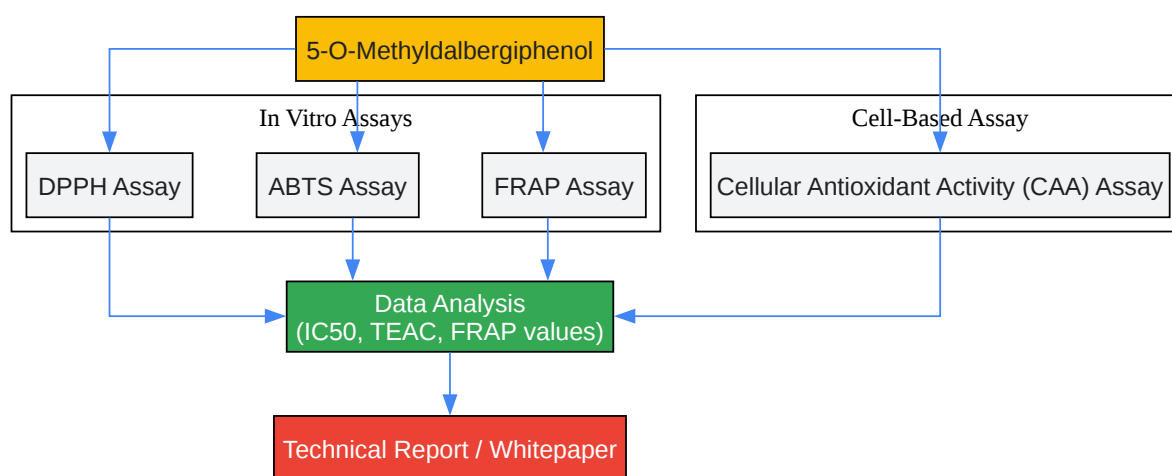 5-O-Methyldalbergiphenol
In Vitro Assays
Cell-Based Assay
DPPH Assay
ABTS Assay
FRAP Assay
Cellular Antioxidant Activity (CAA) Assay
Data Analysis
(IC50, TEAC, FRAP values)
Technical Report / Whitepaper